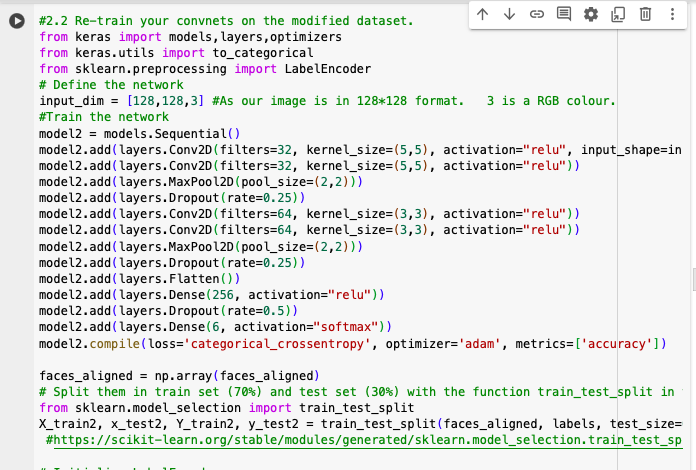 #2.2 Re-train your convnets on the modified dataset.
from keras import models,layers,optimizers
from keras.utils import to_categorical
from sklearn.preprocessing import LabelEncoder
# Define the network
input_dim = [128,128,3] #As our image is in 128*128 format.   3 is a RGB colour.
#Train the network
model2 = models.Sequential()
model2.add(layers.Conv2D(filters=32, kernel_size=(5,5), activation="relu", input_shape=in
model2.add(layers.Conv2D(filters=32, kernel_size=(5,5), activation="relu"))
model2.add(layers.MaxPool2D(pool_size=(2,2)))
model2.add(layers.Dropout(rate=0.25))
model2.add(layers.Conv2D(filters=64, kernel_size=(3,3), activation="relu"))
model2.add(layers.Conv2D(filters=64, kernel_size=(3,3), activation="relu"))
model2.add(layers.MaxPool2D(pool_size=(2,2)))
model2.add(layers.Dropout(rate=0.25))
model2.add(layers.Flatten())
model2.add(layers.Dense(256, activation="relu"))
model2.add(layers.Dropout(rate=0.5))
model2.add(layers.Dense(6, activation="softmax"))
model2.compile(loss='categorical_crossentropy', optimizer='adam', metrics=['accuracy'])
faces_aligned = np.array(faces_aligned)
# Split them in train set (70%) and test set (30%) with the function train_test_split in
from sklearn.model_selection import train_test_split
X_train2, x_test2, Y_train2, y_test2 = train_test_split(faces_aligned, labels, test_size=
#https://scikit-learn.org/stable/modules/generated/sklearn.model_selection.train_test_sp